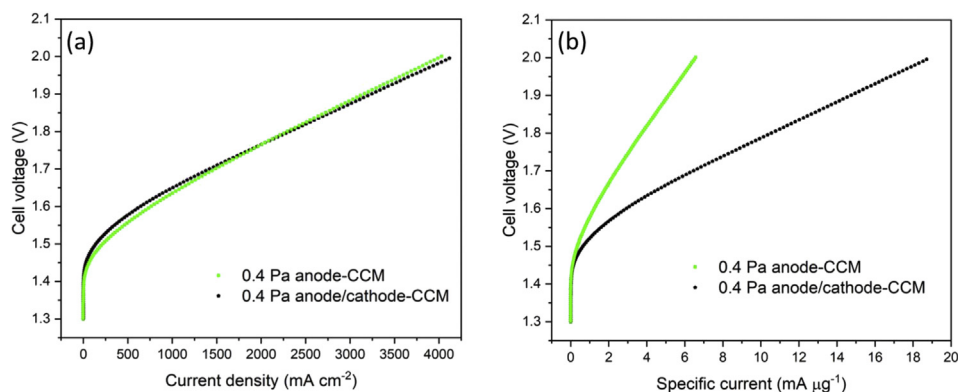 (a)
2.1
2.0
1.9
1.8
1.7
1.6
1.5
1.4
1.3
Cell voltage (V)
0.4 Pa anode-CCM
0.4 Pa anode/cathode-CCM
0 500 1000 1500 2000 2500 3000 3500 4000
Current density (mA cm⁻²)
(b)
2.1
2.0
1.9
1.8
1.7
1.6
1.5
1.4
1.3
Cell voltage (V)
0.4 Pa anode-CCM
0.4 Pa anode/cathode-CCM
0 2 4 6 8 10 12 14 16 18 20
Specific current (mA μg⁻¹)